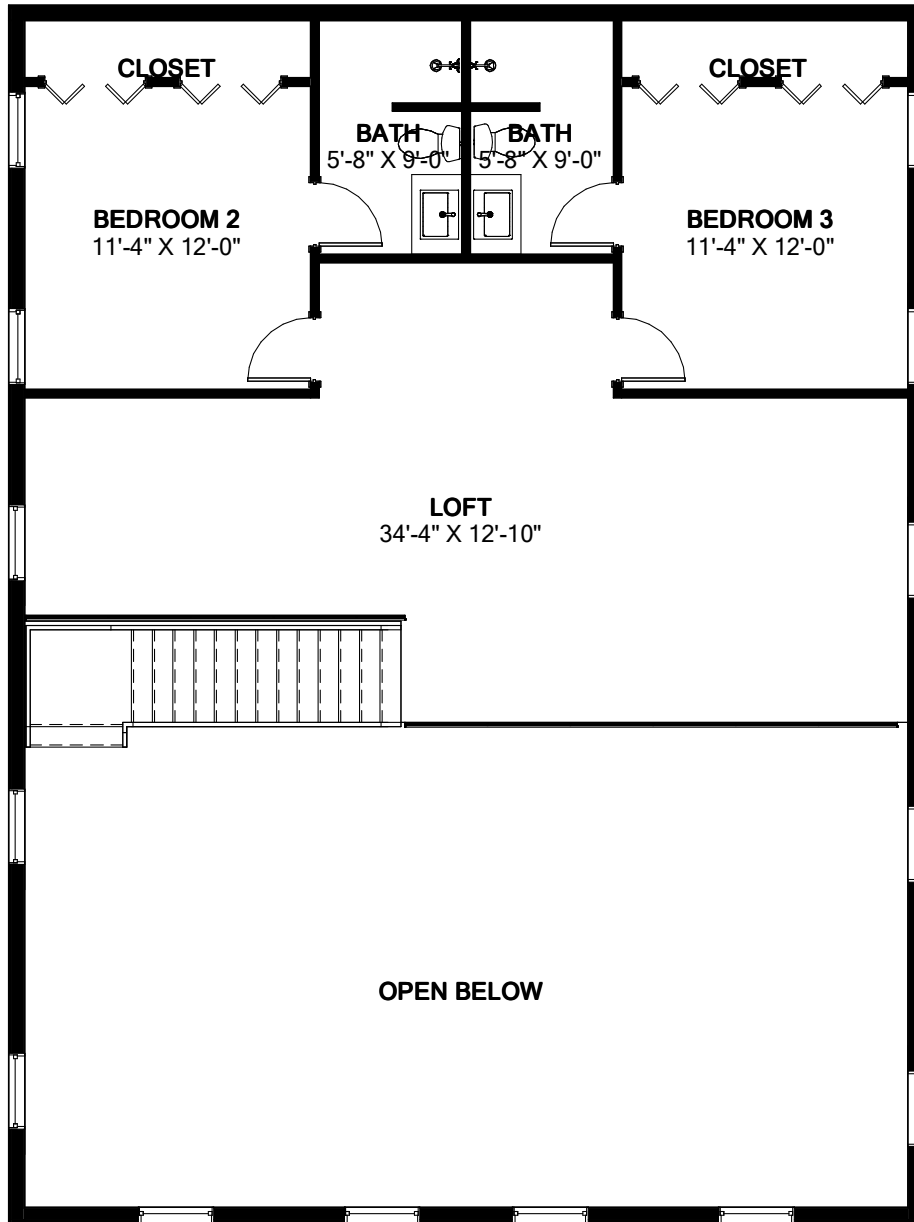 CLOSET
CLOSET
BATH
5'-8" X 9'-0"
BATH
5'-8" X 9'-0"
BEDROOM 2
11'-4" X 12'-0"
BEDROOM 3
11'-4" X 12'-0"
LOFT
34'-4" X 12'-10"
OPEN BELOW